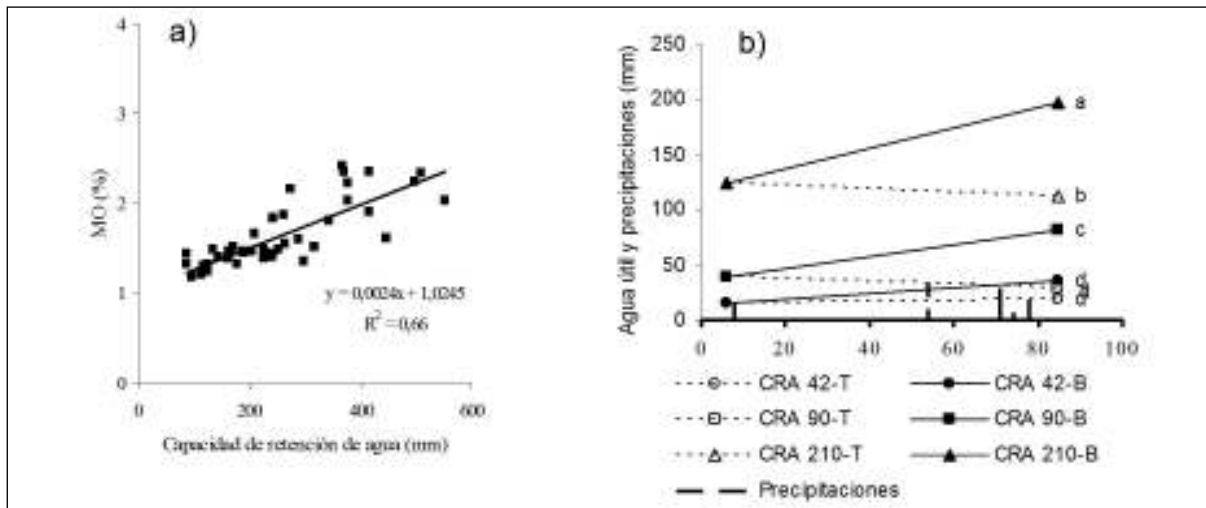 a)
4
3
2
1
0
MO (%)
y = 0,0024x + 1,0245
R² = 0,66
0 200 400 600
Capacidad de retención de agua (mm)
b)
Agua útil y precipitaciones (mm)
250
200
150
100
50
0
a
b
c
d
d
0 20 40 60 80 100
CRA 42-T
CRA 42-B
CRA 90-T
CRA 90-B
CRA 210-T
CRA 210-B
Precipitaciones